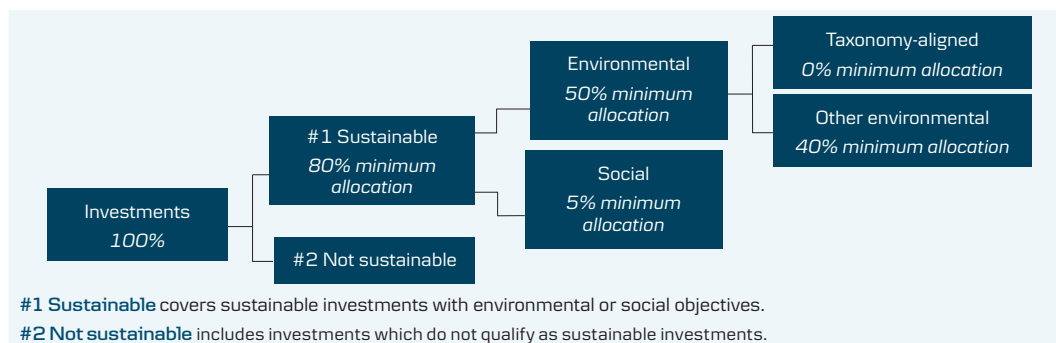 Investments
100%
#1 Sustainable
80% minimum
allocation
#2 Not sustainable
Environmental
50% minimum
allocation
Social
5% minimum
allocation
Taxonomy-aligned
0% minimum allocation
Other environmental
40% minimum allocation
#1 Sustainable covers sustainable investments with environmental or social objectives.
#2 Not sustainable includes investments which do not qualify as sustainable investments.